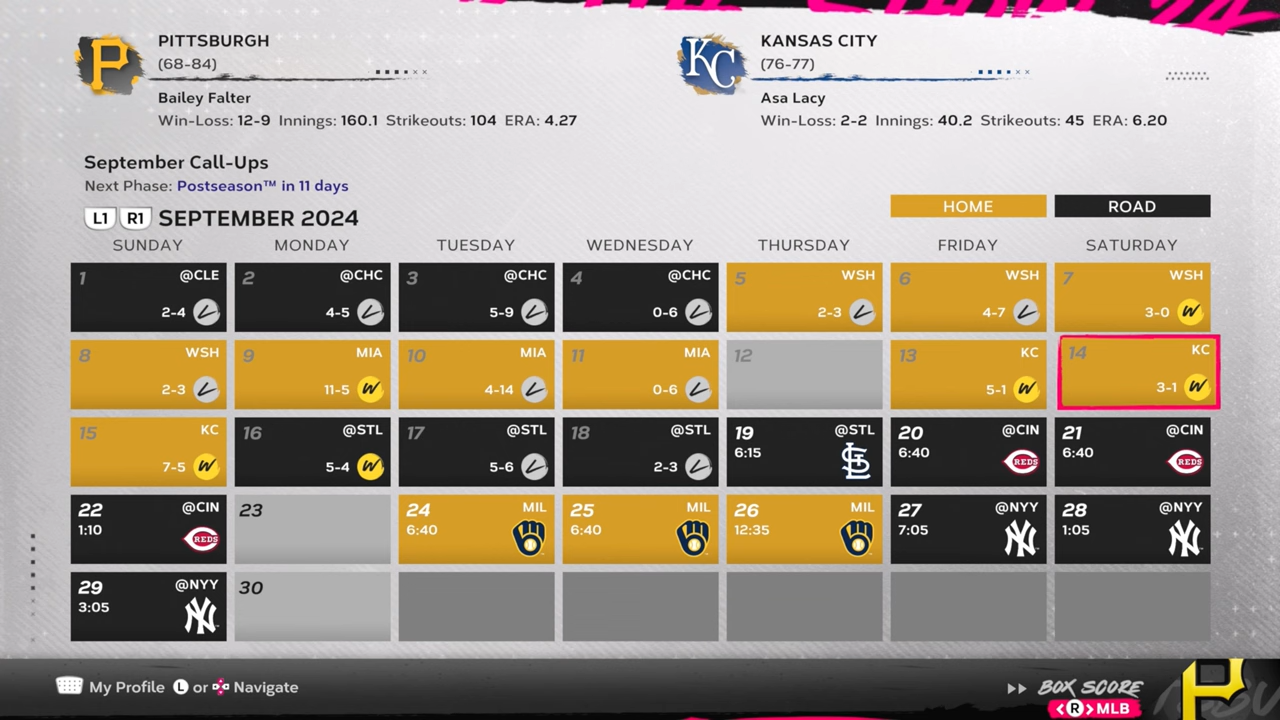 PITTSBURGH
(68-84)
Bailey Falter
Win-Loss: 12-9 Innings: 160.1 Strikeouts: 104 ERA: 4.27
KANSAS CITY
(76-77)
Asa Lacy
Win-Loss: 2-2 Innings: 40.2 Strikeouts: 45 ERA: 6.20
September Call-Ups
Next Phase: Postseason™ in 11 days
L1 R1 SEPTEMBER 2024
HOME ROAD
SUNDAY MONDAY TUESDAY WEDNESDAY THURSDAY FRIDAY SATURDAY
1 @CLE 2 @CHC 3 @CHC 4 @CHC 5 WSH 6 WSH 7 WSH
2-4 L 4-5 L 5-9 L 0-6 L 2-3 L 4-7 L 3-0 W
8 WSH 9 MIA 10 MIA 11 MIA 12 13 KC 14 KC
2-3 L 11-5 W 4-14 L 0-6 L 5-1 W 3-1 W
15 KC 16 @STL 17 @STL 18 @STL 19 @STL 20 @CIN 21 @CIN
7-5 W 5-4 W 5-6 L 2-3 L 6:15 STL 6:40 REDS 6:40 REDS
22 @CIN 23 24 MIL 25 MIL 26 MIL 27 @NYY 28 @NYY
1:10 REDS 6:40 6:40 12:35 7:05 NY 1:05 NY
29 @NYY 30
3:05 NY
My Profile L or Navigate
BOX SCORE
R MLB